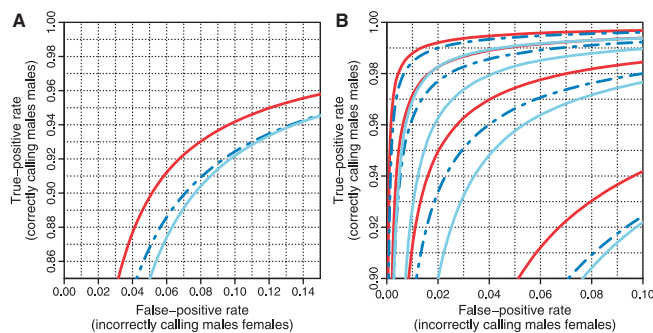 A
1.00
0.98
0.96
0.94
0.92
0.90
0.88
0.86
True−positive rate
(correctly calling males males)
0.00 0.02 0.04 0.06 0.08 0.10 0.12 0.14
False−positive rate
(incorrectly calling males females)
B
1.00
0.98
0.96
0.94
0.92
0.90
True−positive rate
(correctly calling males males)
0.00 0.02 0.04 0.06 0.08 0.10
False−positive rate
(incorrectly calling males females)